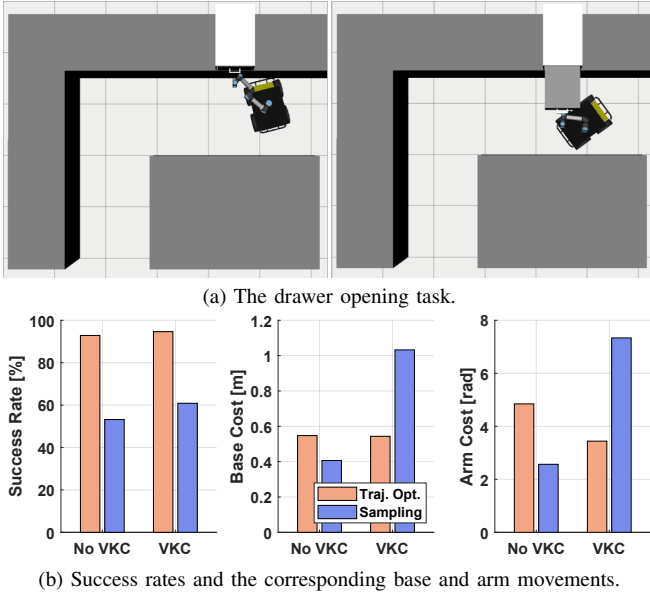 (a) The drawer opening task.
Success Rate [%]
100
80
60
40
20
0
No VKC
VKC
Base Cost [m]
1.2
1
0.8
0.6
0.4
0.2
0
Traj. Opt.
Sampling
No VKC
VKC
Arm Cost [rad]
8
6
4
2
0
No VKC
VKC
(b) Success rates and the corresponding base and arm movements.